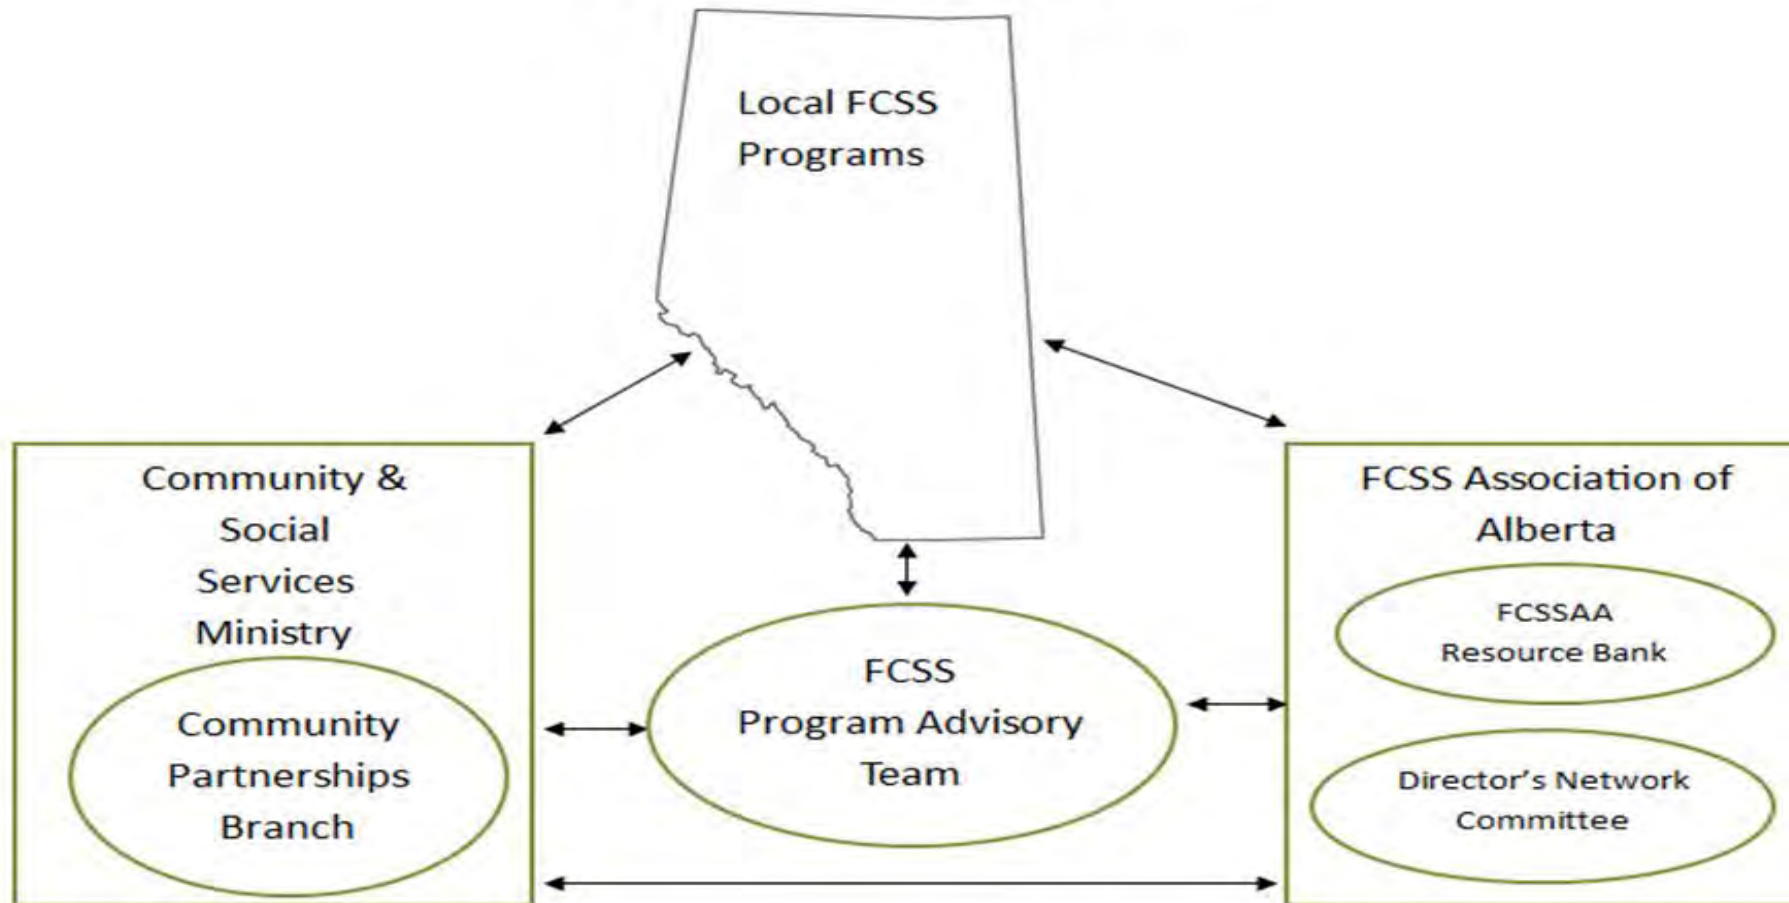 Local FCSS
Programs
Community &
Social
Services
Ministry
Community
Partnerships
Branch
FCSS
Program Advisory
Team
FCSS Association of
Alberta
FCSSAA
Resource Bank
Director’s Network
Committee